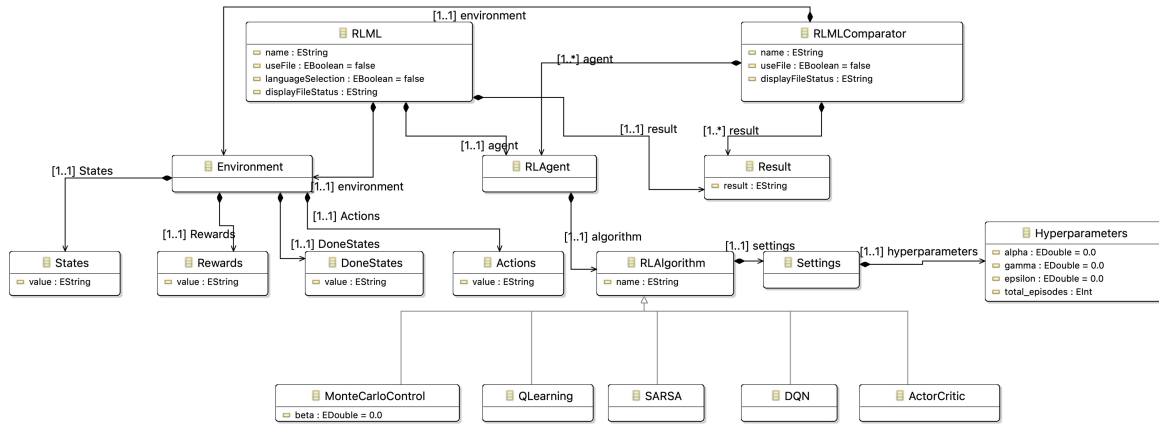 [1..1] environment
RLML
name : EString
useFile : EBoolean = false
languageSelection : EBoolean = false
displayFileStatus : EString
RLMLComparator
name : EString
useFile : EBoolean = false
displayFileStatus : EString
[1..*] agent
[1..1] result
[1..*] result
[1..1] agent
Environment
RLAgent
Result
result : EString
[1..1] States
[1..1] environment
[1..1] Actions
[1..1] Rewards
[1..1] DoneStates
[1..1] algorithm
[1..1] settings
[1..1] hyperparameters
States
value : EString
Rewards
value : EString
DoneStates
value : EString
Actions
value : EString
RLAlgorithm
name : EString
Settings
Hyperparameters
alpha : EDouble = 0.0
gamma : EDouble = 0.0
epsilon : EDouble = 0.0
total_episodes : EInt
MonteCarloControl
beta : EDouble = 0.0
QLearning
SARSA
DQN
ActorCritic